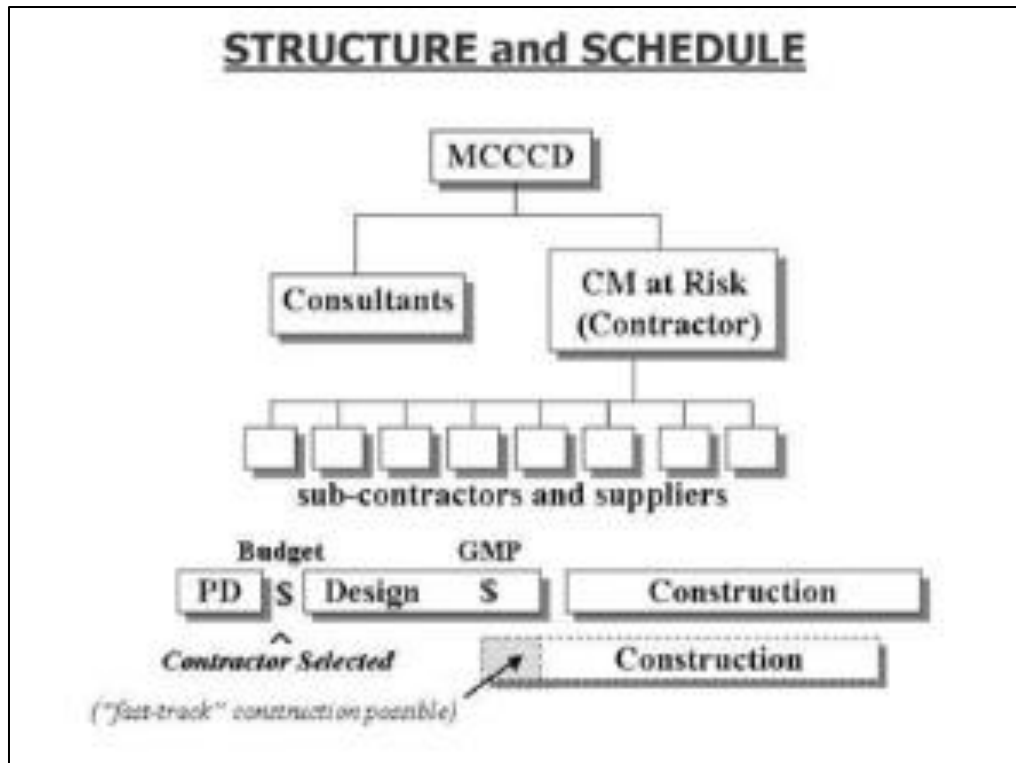 STRUCTURE and SCHEDULE
MCCCD
Consultants
CM at Risk
(Contractor)
sub-contractors and suppliers
Budget GMP
PD $ Design $ Construction
^
Contractor Selected Construction
("fast-track" construction possible)